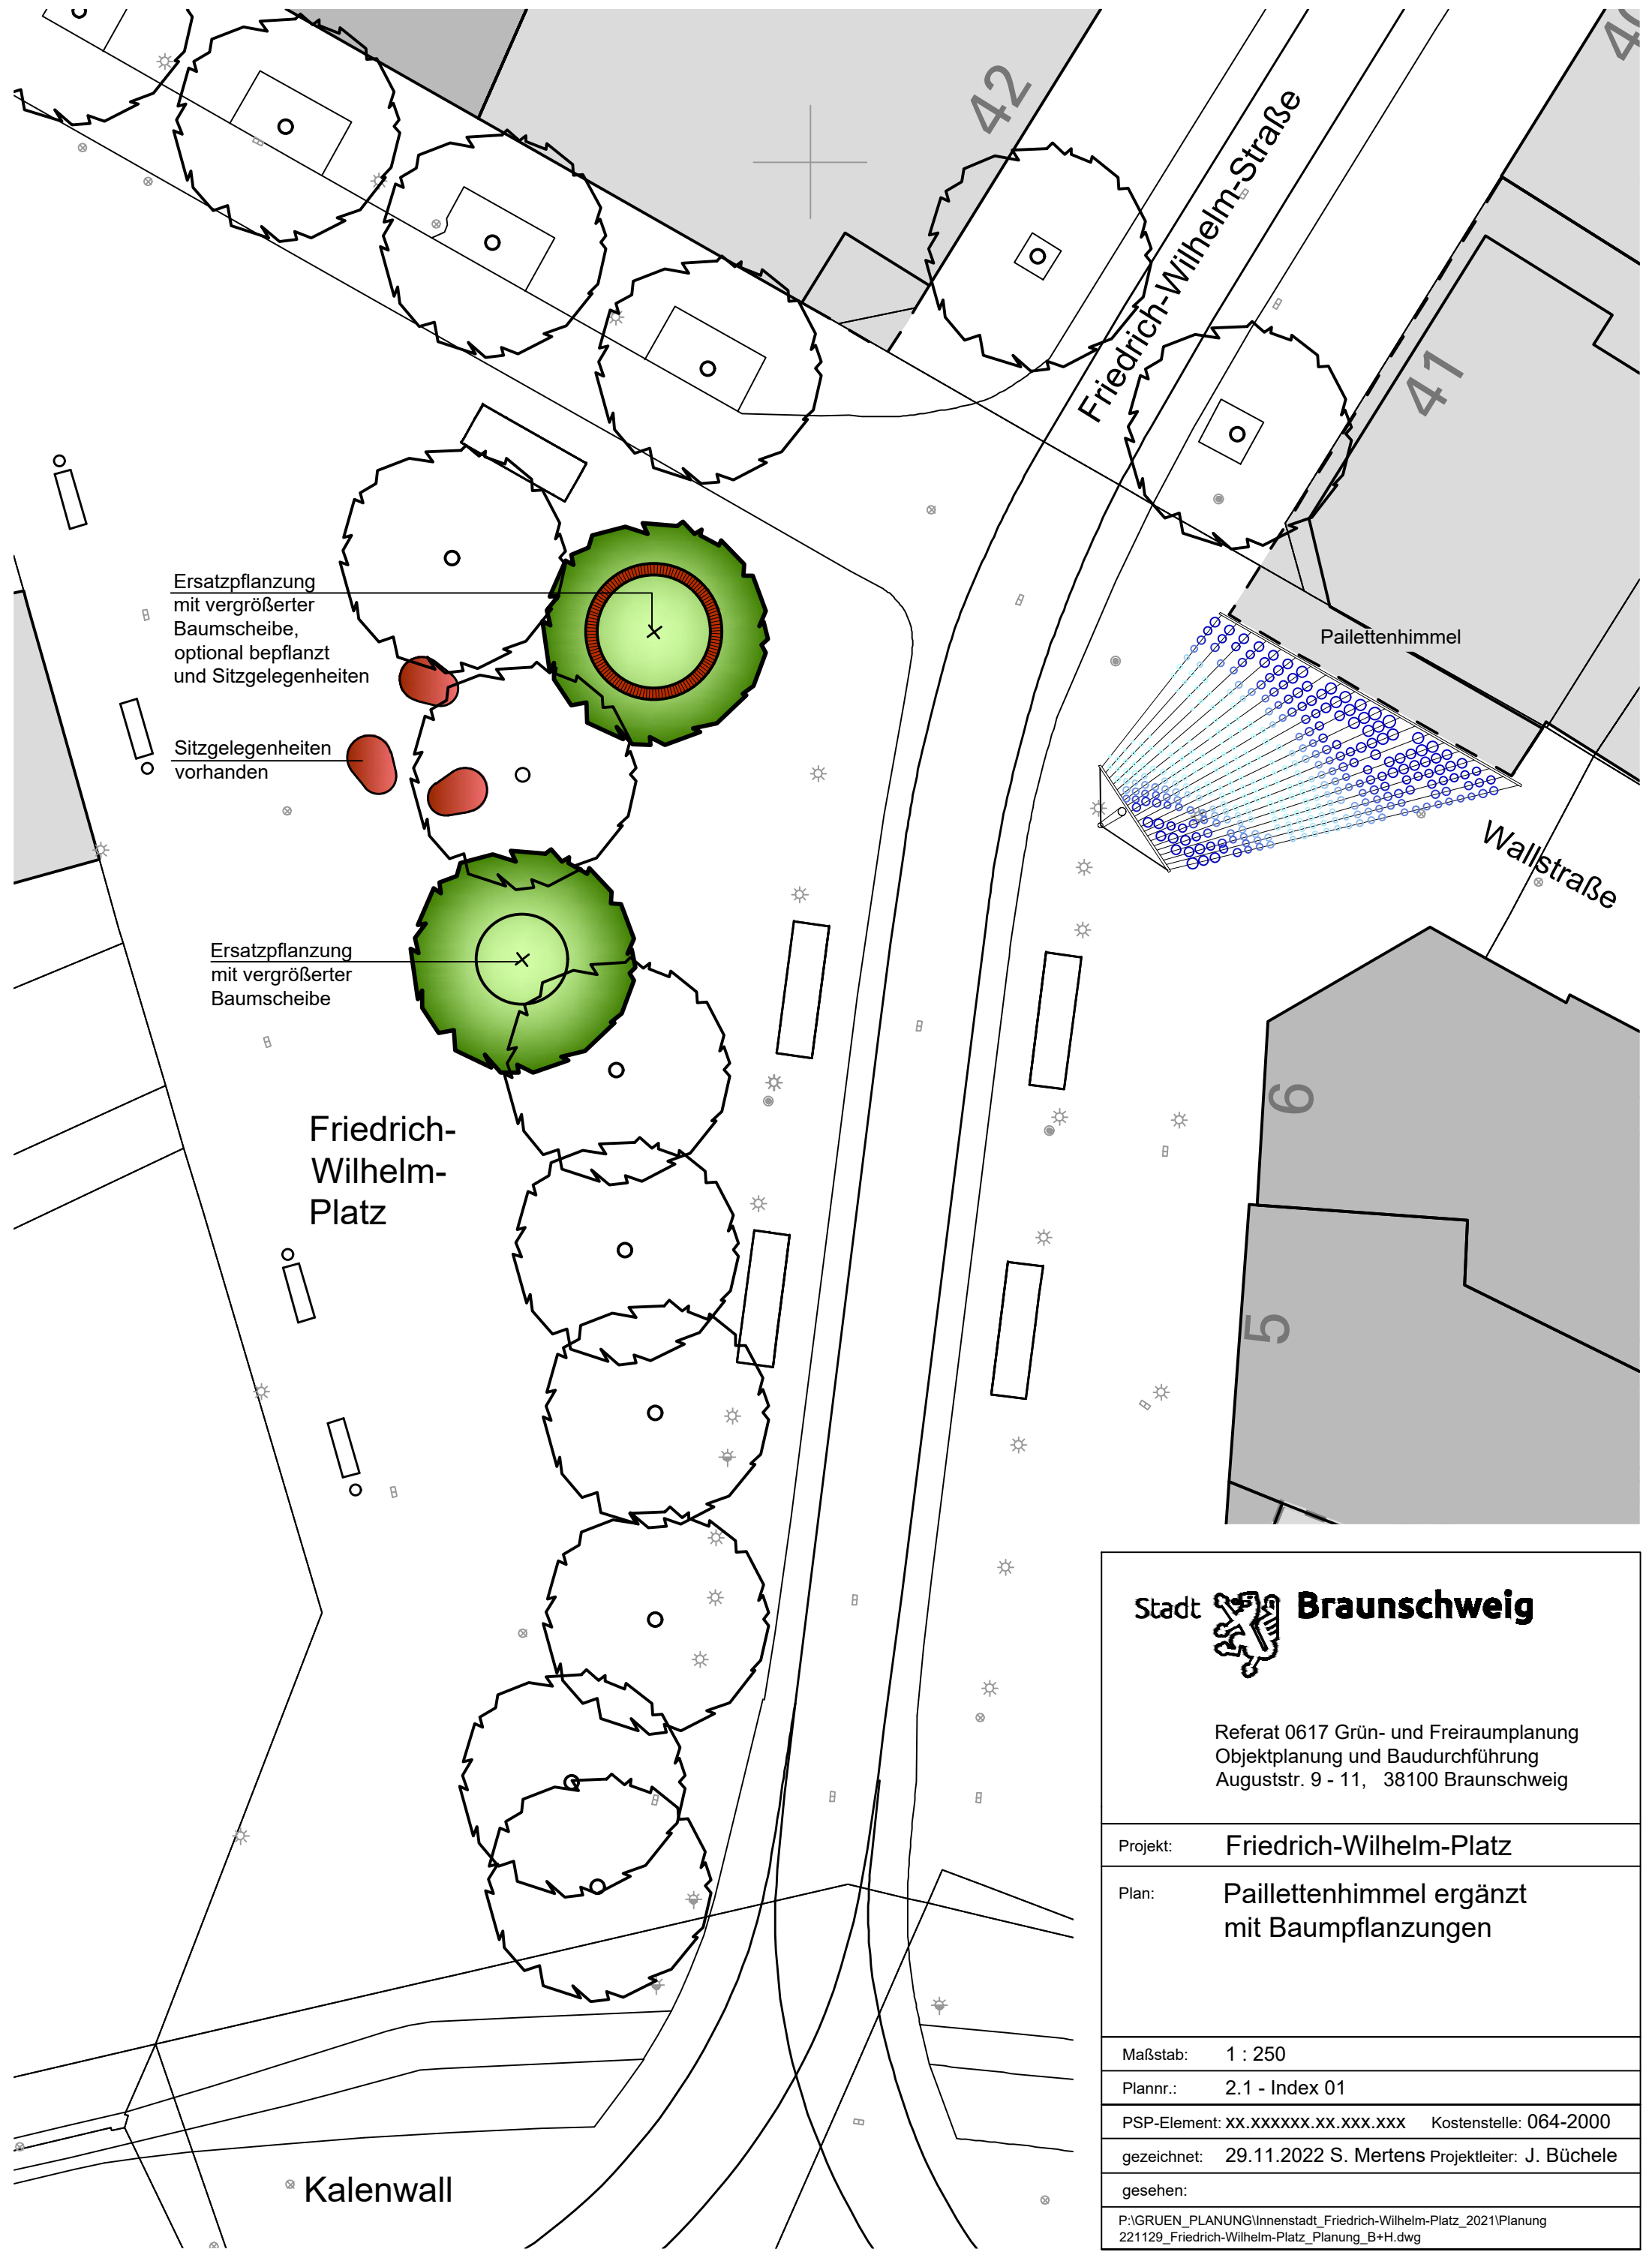 42
40
Friedrich-Wilhelm-Straße
41
Ersatzpflanzung
mit vergrößerter
Baumscheibe,
optional bepflanzt
und Sitzgelegenheiten
Pailettenhimmel
Sitzgelegenheiten
vorhanden
Wallstraße
Ersatzpflanzung
mit vergrößerter
Baumscheibe
6
Friedrich-
Wilhelm-
Platz
5
Kalenwall
Stadt Braunschweig
Referat 0617 Grün- und Freiraumplanung
Objektplanung und Baudurchführung
Auguststr. 9 - 11, 38100 Braunschweig
Projekt: Friedrich-Wilhelm-Platz
Plan: Paillettenhimmel ergänzt
mit Baumpflanzungen
Maßstab: 1 : 250
Plannr.: 2.1 - Index 01
PSP-Element: xx.xxxxxx.xx.xxx.xxx Kostenstelle: 064-2000
gezeichnet: 29.11.2022 S. Mertens Projektleiter: J. Büchele
gesehen:
P:\GRUEN_PLANUNG\Innenstadt_Friedrich-Wilhelm-Platz_2021\Planung
221129_Friedrich-Wilhelm-Platz_Planung_B+H.dwg